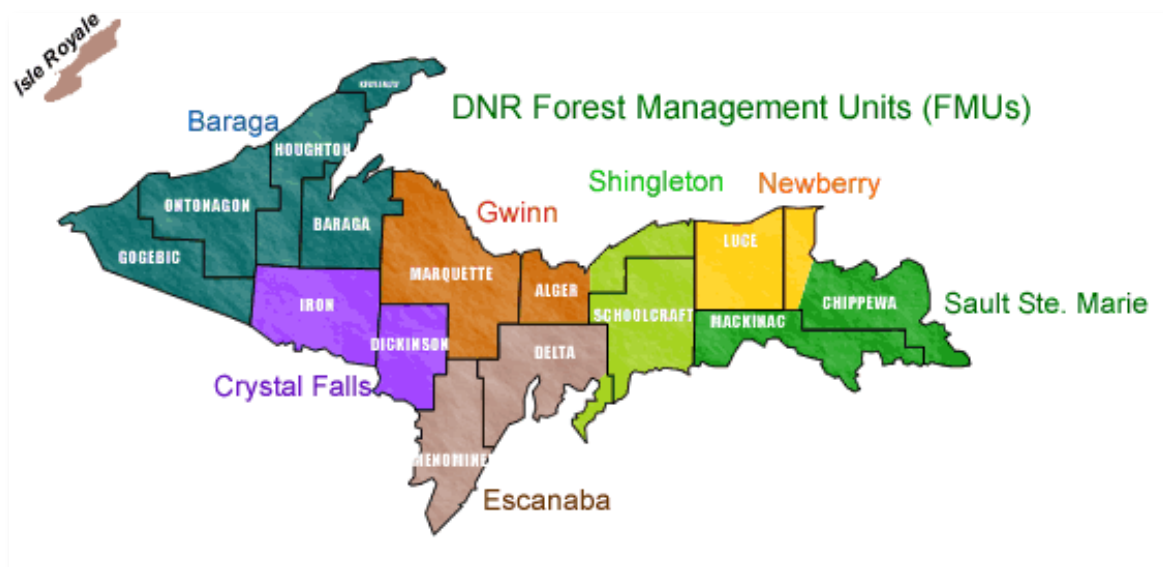 Isle Royale
DNR Forest Management Units (FMUs)
Baraga
HOUGHTON
Shingleton
Newberry
ONTONAGON
BARAGA
Gwinn
LUCE
GOGEBIC
MARQUETTE
ALGER
IRON
SCHOOLCRAFT
MACKINAC
CHIPPEWA
Sault Ste. Marie
DICKINSON
DELTA
Crystal Falls
MENOMINEE
Escanaba